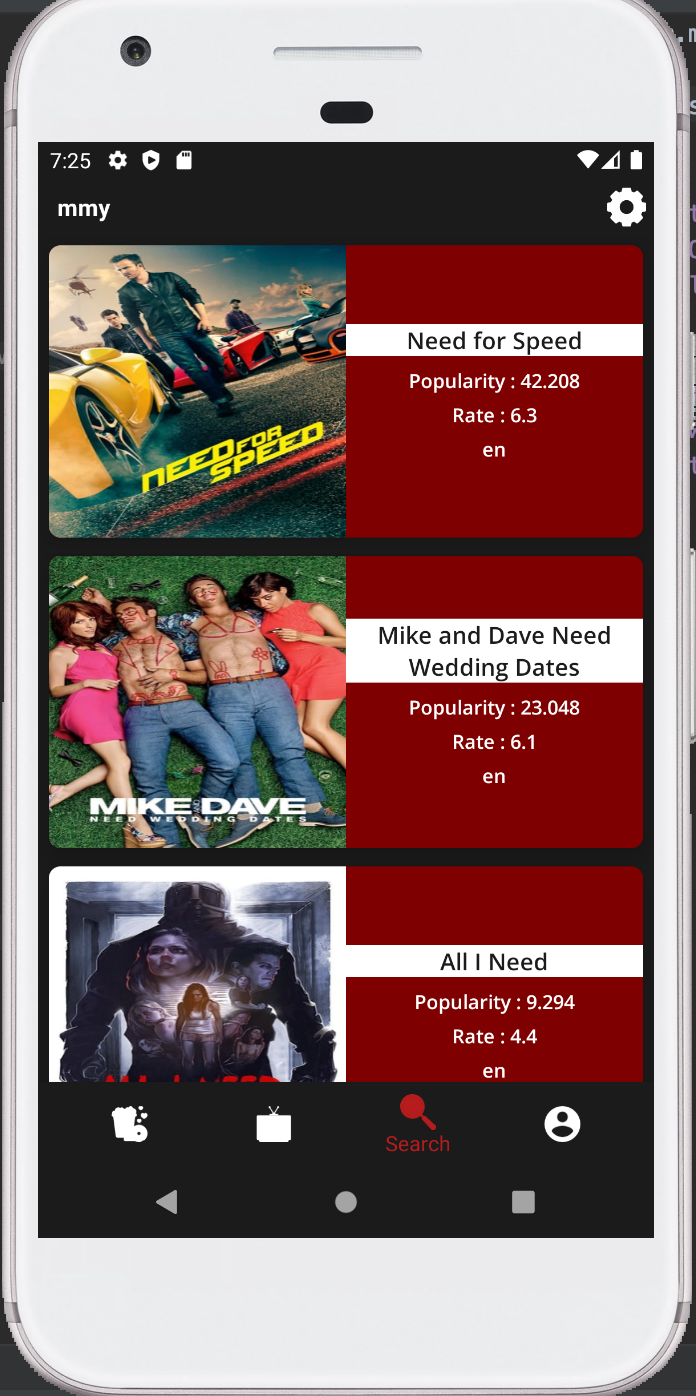 7:25
mmy
NEED FOR
SPEED
Need for Speed
Popularity : 42.208
Rate : 6.3
en
MIKE AND DAVE
NEED WEDDING DATES
Mike and Dave Need
Wedding Dates
Popularity : 23.048
Rate : 6.1
en
ALL I NEED
All I Need
Popularity : 9.294
Rate : 4.4
en
Search